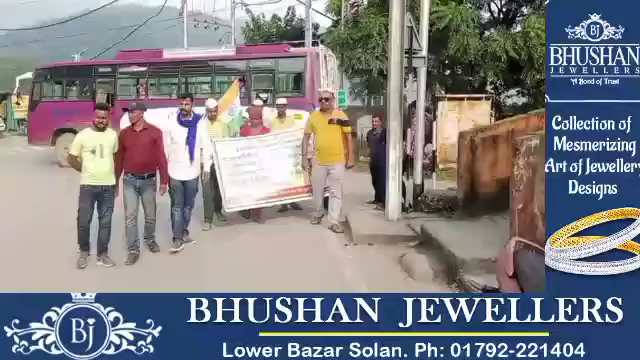 BHUSHAN
JEWELLERS
"A Bond of Trust"
Collection of
Mesmerizing
Art of Jewellery
Designs
BJ
BHUSHAN JEWELLERS
Lower Bazar Solan. Ph: 01792-221404